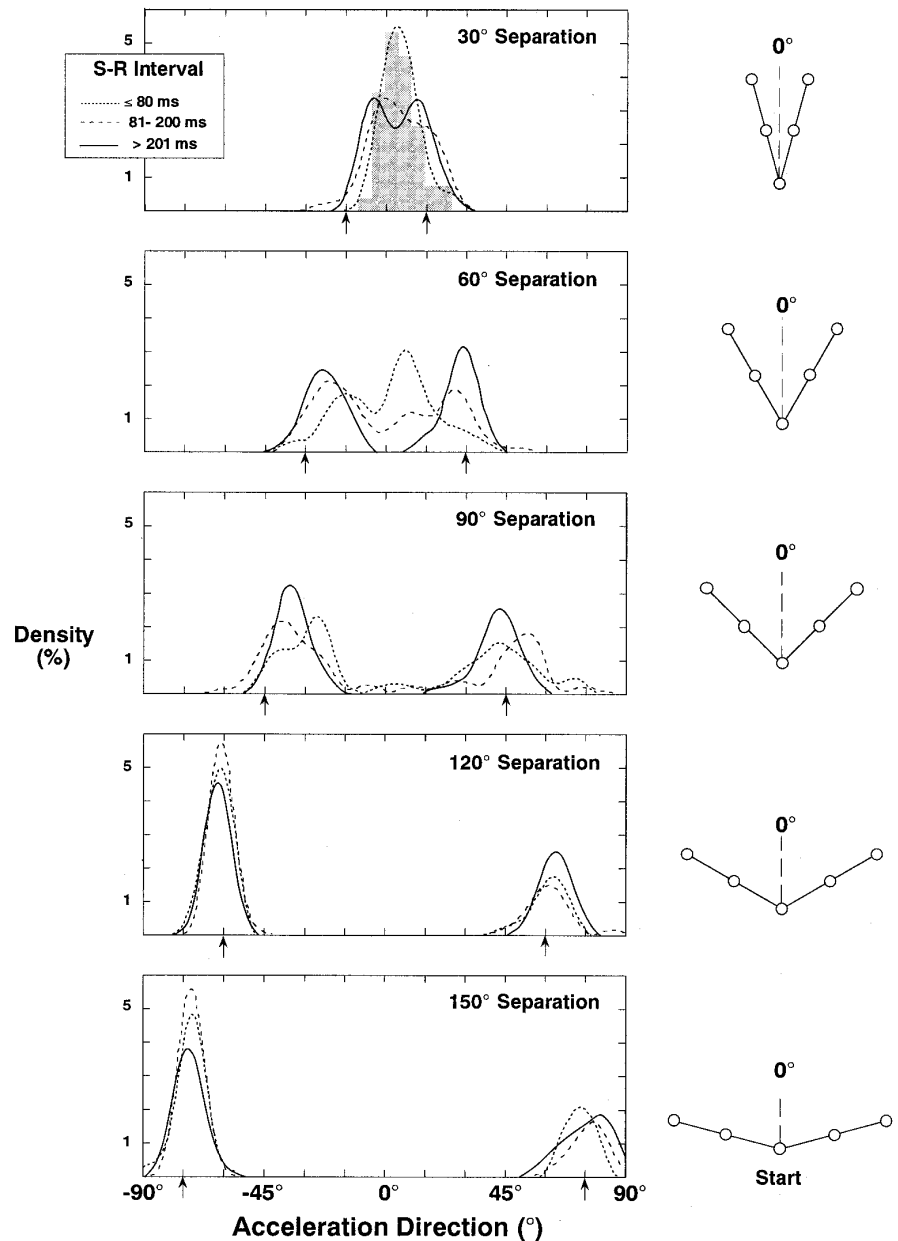 5
30° Separation
S-R Interval
≤ 80 ms
81- 200 ms
> 201 ms
1
0°
60° Separation
5
1
0°
90° Separation
5
1
0°
Density
(%)
120° Separation
5
1
0°
150° Separation
5
1
0°
Start
-90° -45° 0° 45° 90°
Acceleration Direction (°)